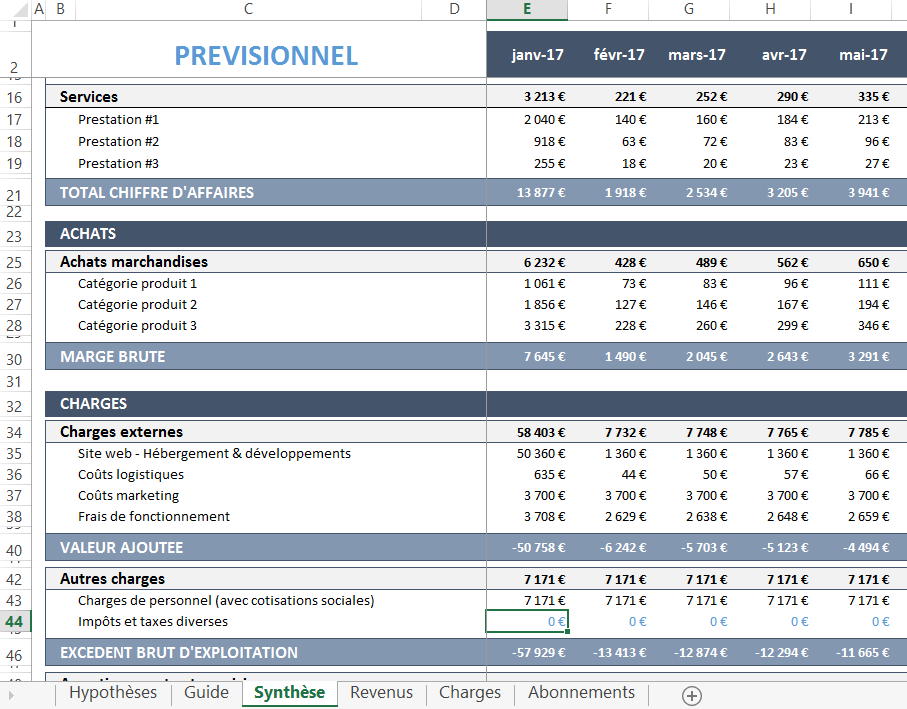 A B C D E F G H I
2 PREVISIONNEL janv-17 févr-17 mars-17 avr-17 mai-17
16 Services 3 213 € 221 € 252 € 290 € 335 €
17 Prestation #1 2 040 € 140 € 160 € 184 € 213 €
18 Prestation #2 918 € 63 € 72 € 83 € 96 €
19 Prestation #3 255 € 18 € 20 € 23 € 27 €
21 TOTAL CHIFFRE D'AFFAIRES 13 877 € 1 918 € 2 534 € 3 205 € 3 941 €
22
23 ACHATS
25 Achats marchandises 6 232 € 428 € 489 € 562 € 650 €
26 Catégorie produit 1 1 061 € 73 € 83 € 96 € 111 €
27 Catégorie produit 2 1 856 € 127 € 146 € 167 € 194 €
28 Catégorie produit 3 3 315 € 228 € 260 € 299 € 346 €
30 MARGE BRUTE 7 645 € 1 490 € 2 045 € 2 643 € 3 291 €
31
32 CHARGES
34 Charges externes 58 403 € 7 732 € 7 748 € 7 765 € 7 785 €
35 Site web - Hébergement & développements 50 360 € 1 360 € 1 360 € 1 360 € 1 360 €
36 Coûts logistiques 635 € 44 € 50 € 57 € 66 €
37 Coûts marketing 3 700 € 3 700 € 3 700 € 3 700 € 3 700 €
38 Frais de fonctionnement 3 708 € 2 629 € 2 638 € 2 648 € 2 659 €
40 VALEUR AJOUTEE -50 758 € -6 242 € -5 703 € -5 123 € -4 494 €
42 Autres charges 7 171 € 7 171 € 7 171 € 7 171 € 7 171 €
43 Charges de personnel (avec cotisations sociales) 7 171 € 7 171 € 7 171 € 7 171 € 7 171 €
44 Impôts et taxes diverses 0 € 0 € 0 € 0 € 0 €
46 EXCEDENT BRUT D'EXPLOITATION -57 929 € -13 413 € -12 874 € -12 294 € -11 665 €
Hypothèses Guide Synthèse Revenus Charges Abonnements